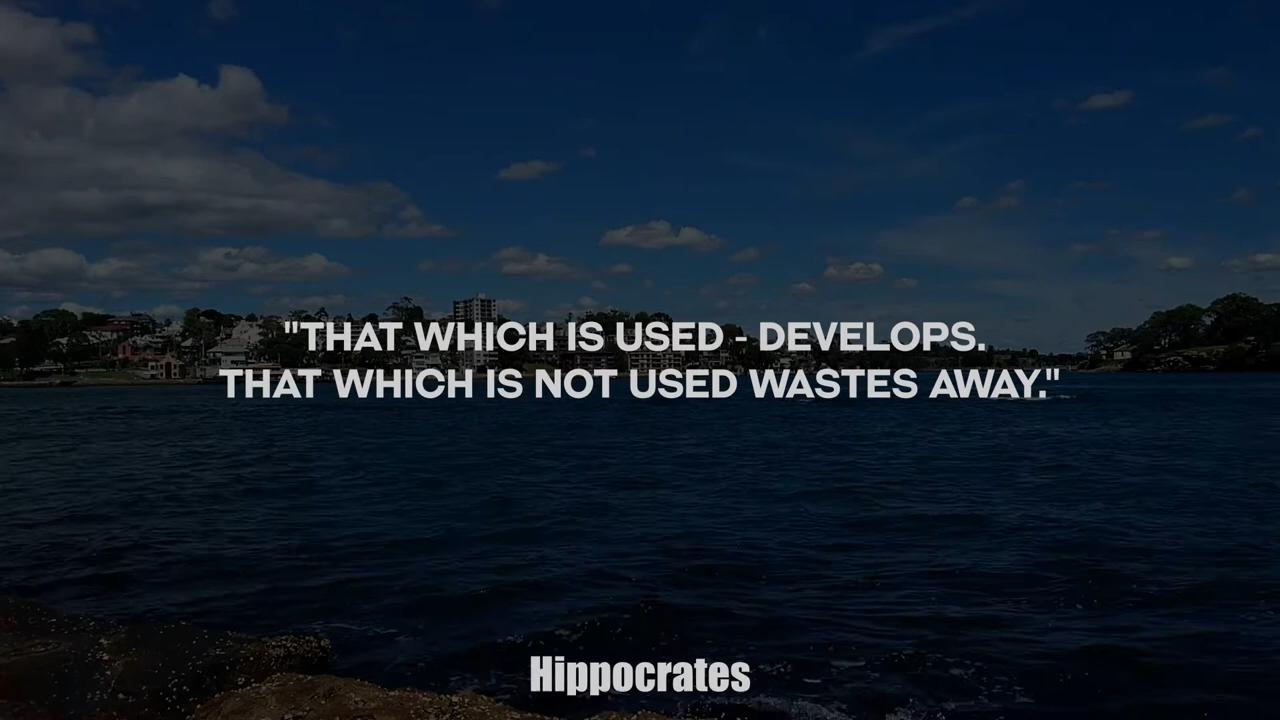 "THAT WHICH IS USED - DEVELOPS.
THAT WHICH IS NOT USED WASTES AWAY."
Hippocrates